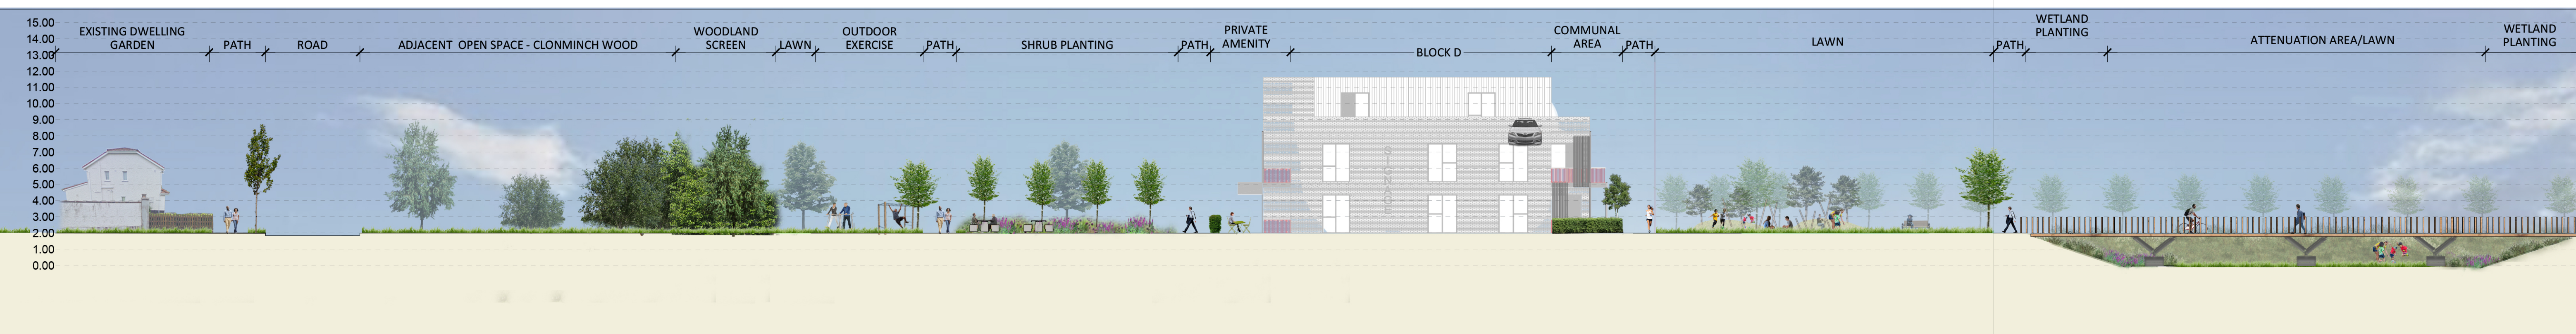 15.00
14.00
13.00
12.00
11.00
10.00
9.00
8.00
7.00
6.00
5.00
4.00
3.00
2.00
1.00
0.00
EXISTING DWELLING
GARDEN
PATH
ROAD
ADJACENT OPEN SPACE - CLONMINCH WOOD
WOODLAND
SCREEN
LAWN
OUTDOOR
EXERCISE
PATH
SHRUB PLANTING
PATH
PRIVATE
AMENITY
BLOCK D
COMMUNAL
AREA
PATH
LAWN
PATH
WETLAND
PLANTING
ATTENUATION AREA/LAWN
WETLAND
PLANTING
SIGNAGE